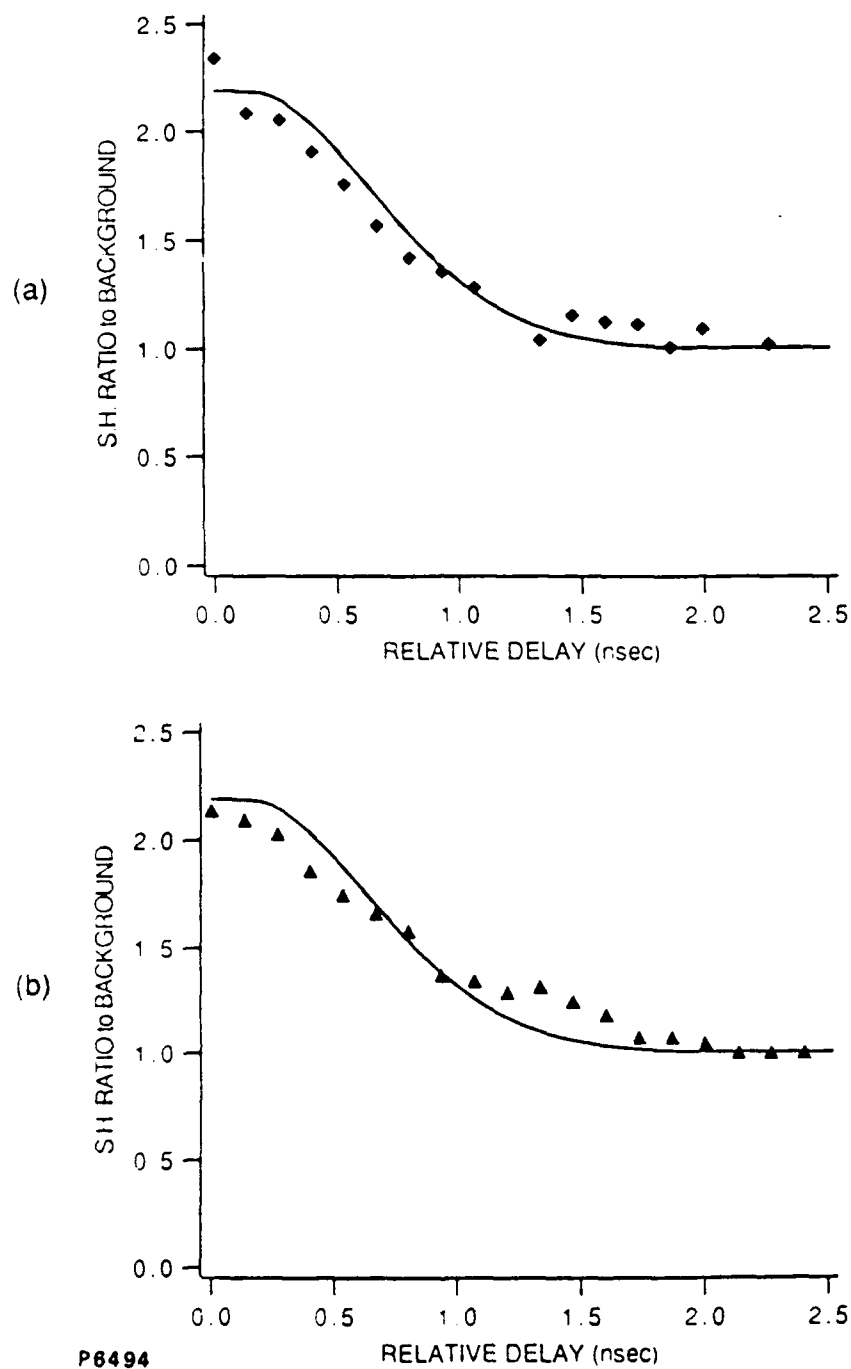 2.5
2.0
1.5
1.0
0.5
0.0
S.H. RATIO to BACKGROUND
(a)
0.0 0.5 1.0 1.5 2.0 2.5
RELATIVE DELAY (nsec)
2.5
2.0
1.5
1.0
0.5
0.0
S.H. RATIO to BACKGROUND
(b)
0.0 0.5 1.0 1.5 2.0 2.5
RELATIVE DELAY (nsec)
P6494